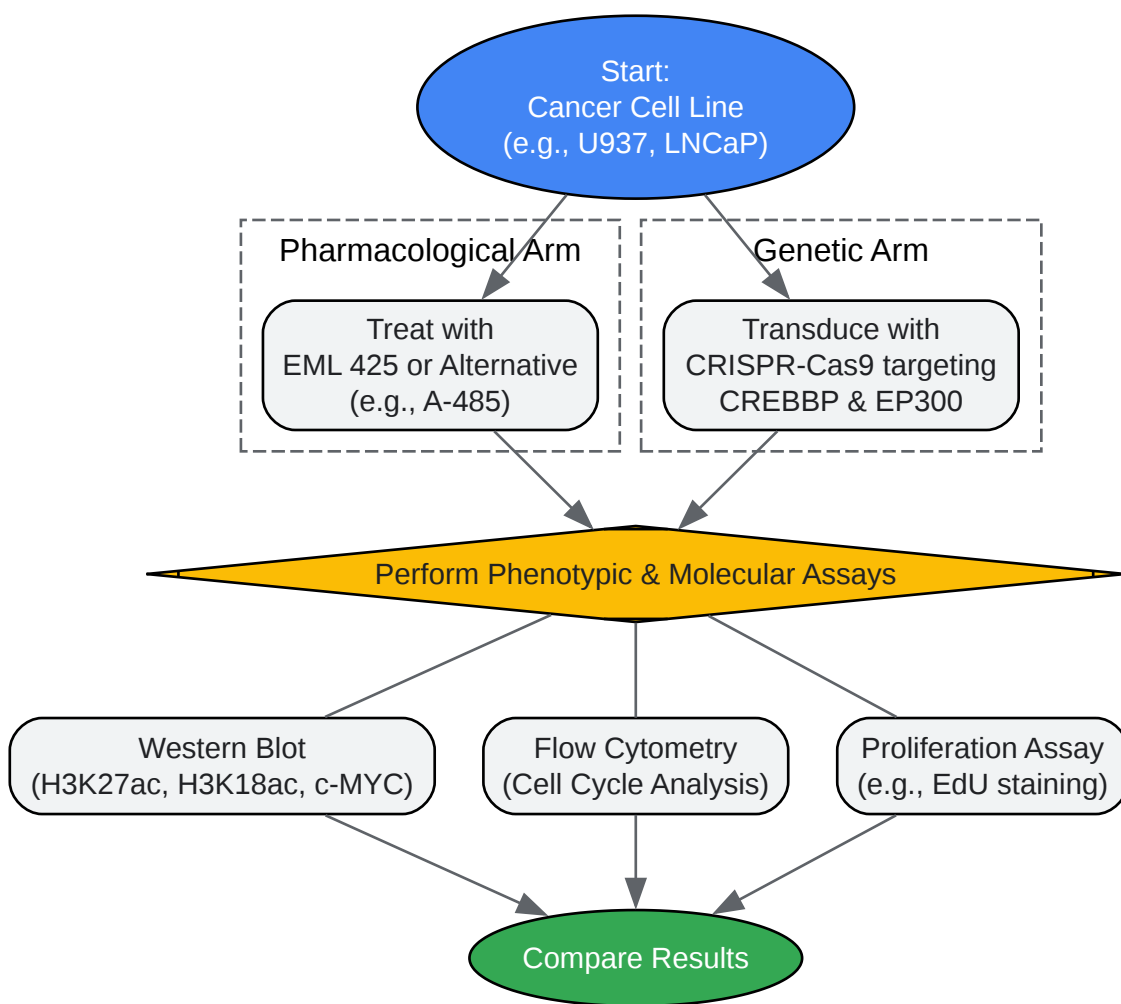 Start:
Cancer Cell Line
(e.g., U937, LNCaP)
Pharmacological Arm
Genetic Arm
Treat with
EML 425 or Alternative
(e.g., A-485)
Transduce with
CRISPR-Cas9 targeting
CREBBP & EP300
Perform Phenotypic & Molecular Assays
Western Blot
(H3K27ac, H3K18ac, c-MYC)
Flow Cytometry
(Cell Cycle Analysis)
Proliferation Assay
(e.g., EdU staining)
Compare Results